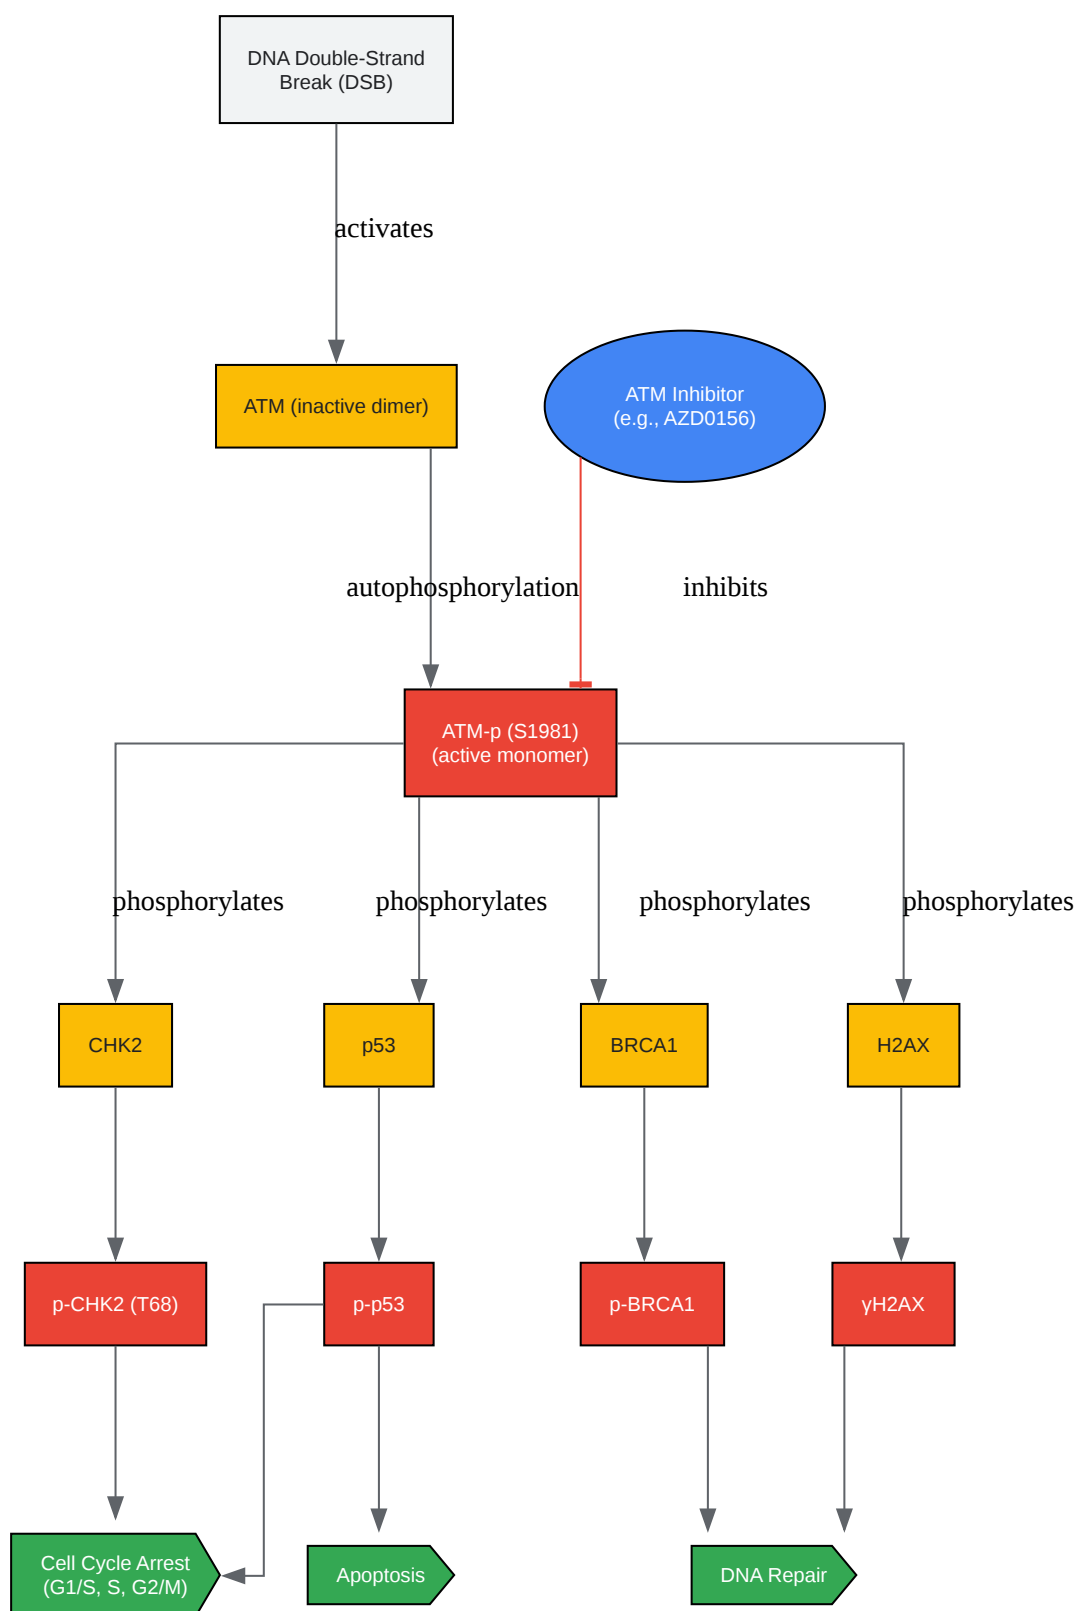 DNA Double-Strand
Break (DSB)
activates
ATM (inactive dimer)
ATM Inhibitor
(e.g., AZD0156)
autophosphorylation
inhibits
ATM-p (S1981)
(active monomer)
phosphorylates
phosphorylates
phosphorylates
phosphorylates
CHK2
p53
BRCA1
H2AX
p-CHK2 (T68)
p-p53
p-BRCA1
γH2AX
Cell Cycle Arrest
(G1/S, S, G2/M)
Apoptosis
DNA Repair